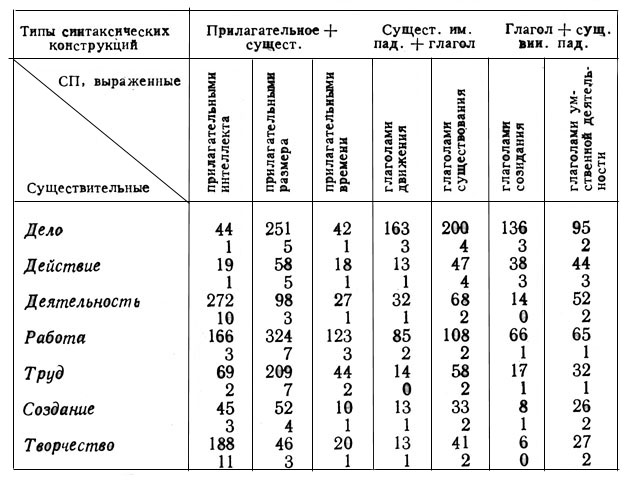 Типы синтаксических конструкций Прилагательное + сущест. Сущест. им. пад. + глагол Глагол + сущ. вин. пад.
СП, выраженные
Существительные
прилагательными интеллекта
прилагательными размера
прилагательными времени
глаголами движения
глаголами существования
глаголами созидания
глаголами умственной деятельности
Дело 44 251 42 163 200 136 95
1 5 1 3 4 3 2
Действие 19 58 18 13 47 38 44
1 5 1 1 4 3 3
Деятельность 272 98 27 32 68 14 52
10 3 1 1 2 0 2
Работа 166 324 123 85 108 66 65
3 7 3 2 2 1 1
Труд 69 209 44 14 58 17 32
2 7 2 0 2 1 1
Создание 45 52 10 13 33 8 26
3 4 1 1 2 1 2
Творчество 188 46 20 13 41 6 27
11 3 1 1 2 0 2